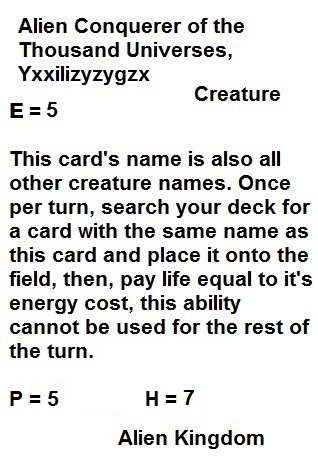 Alien Conquerer of the
Thousand Universes,
Yxxilizyzygzx
Creature
E = 5
This card's name is also all
other creature names. Once
per turn, search your deck for
a card with the same name as
this card and place it onto the
field, then, pay life equal to it's
energy cost, this ability
cannot be used for the rest of
the turn.
P = 5 H = 7
Alien Kingdom